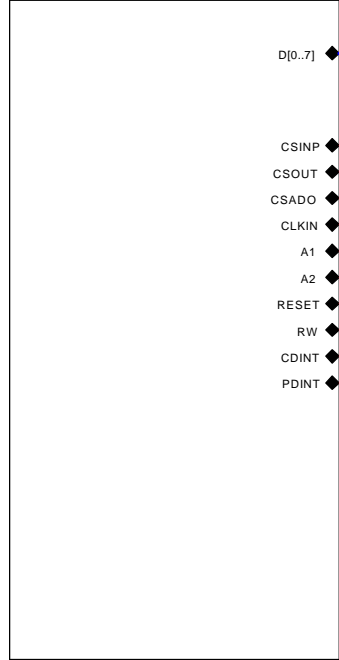 D[0..7]
CSINP
CSOUT
CSADO
CLKIN
A1
A2
RESET
RW
CDINT
PDINT